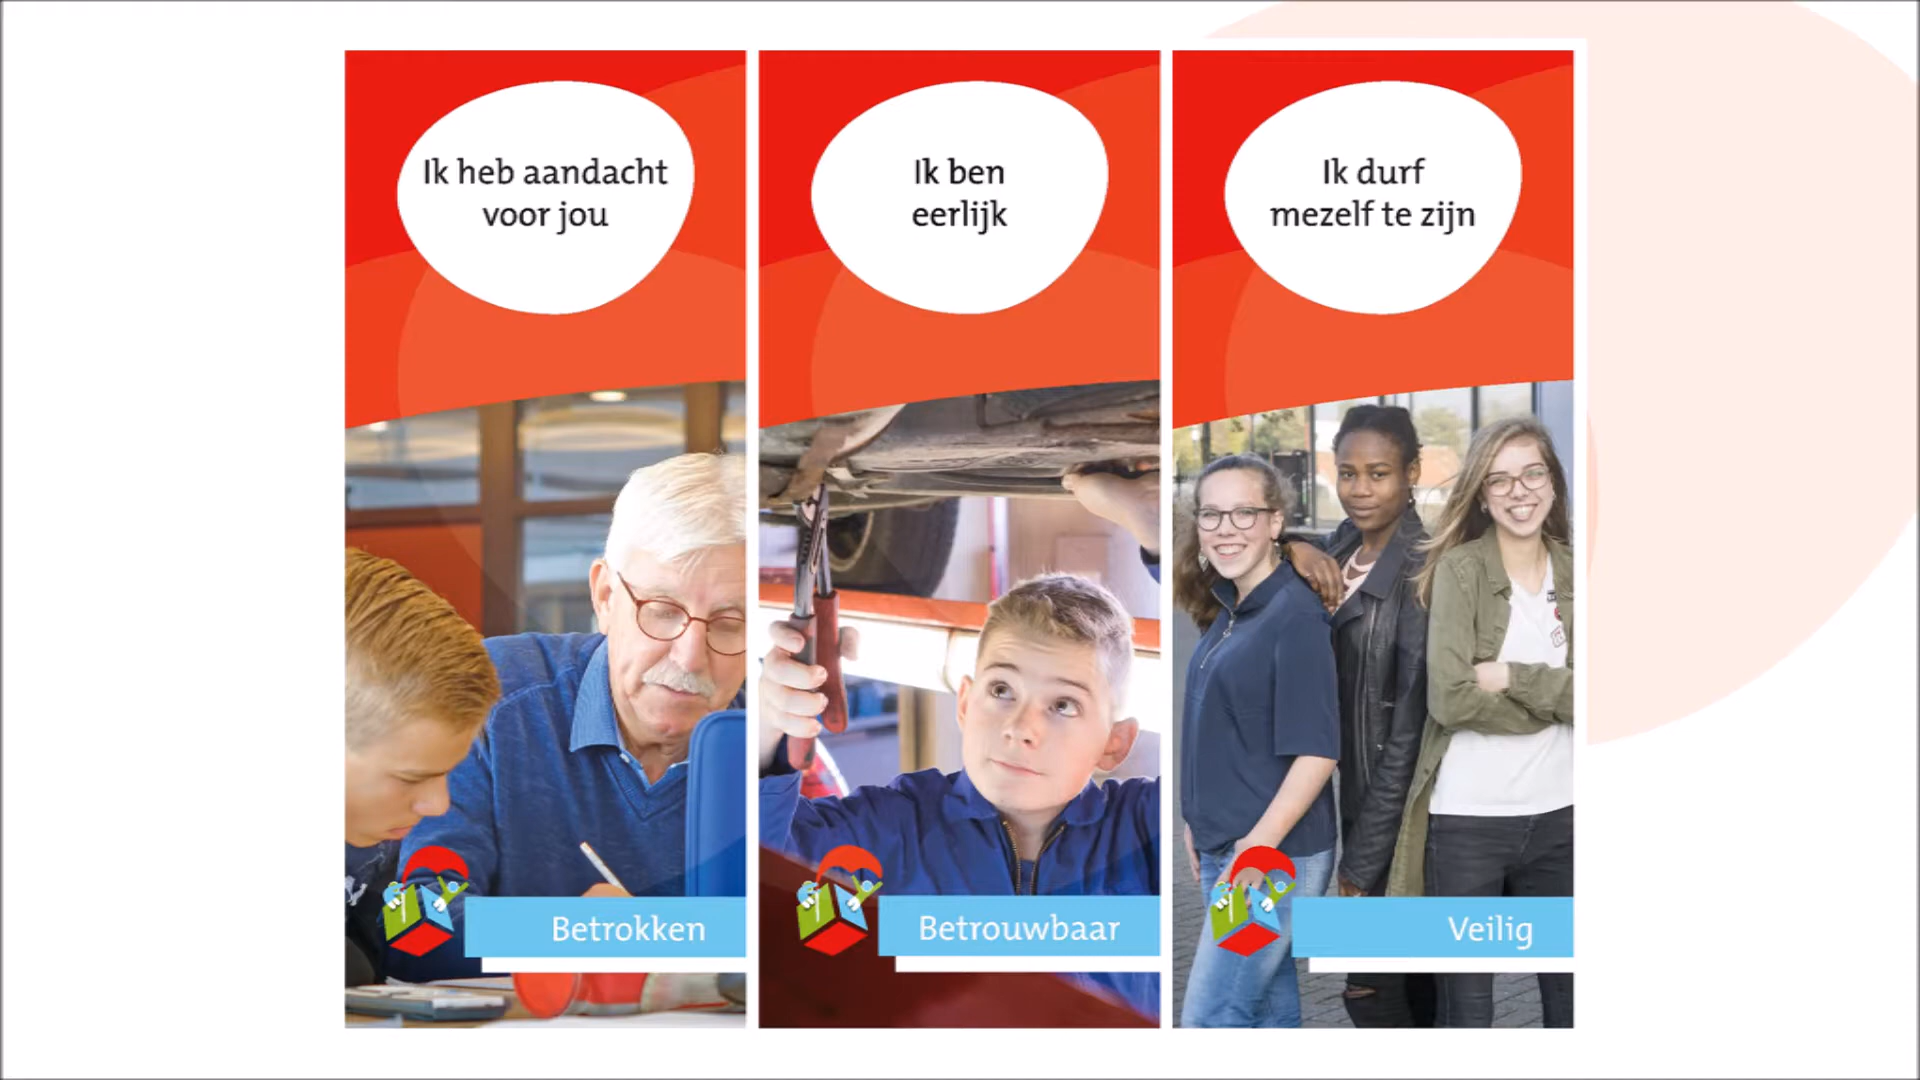 Ik heb aandacht
voor jou
Betrokken
Ik ben
eerlijk
Betrouwbaar
Ik durf
mezelf te zijn
Veilig